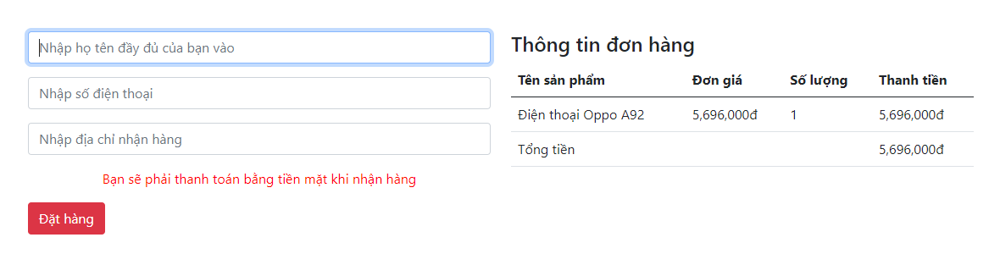 Nhập họ tên đầy đủ của bạn vào
Nhập số điện thoại
Nhập địa chỉ nhận hàng
Bạn sẽ phải thanh toán bằng tiền mặt khi nhận hàng
Đặt hàng
Thông tin đơn hàng
Tên sản phẩm Đơn giá Số lượng Thanh tiền
Điện thoại Oppo A92 5,696,000đ 1 5,696,000đ
Tổng tiền 5,696,000đ